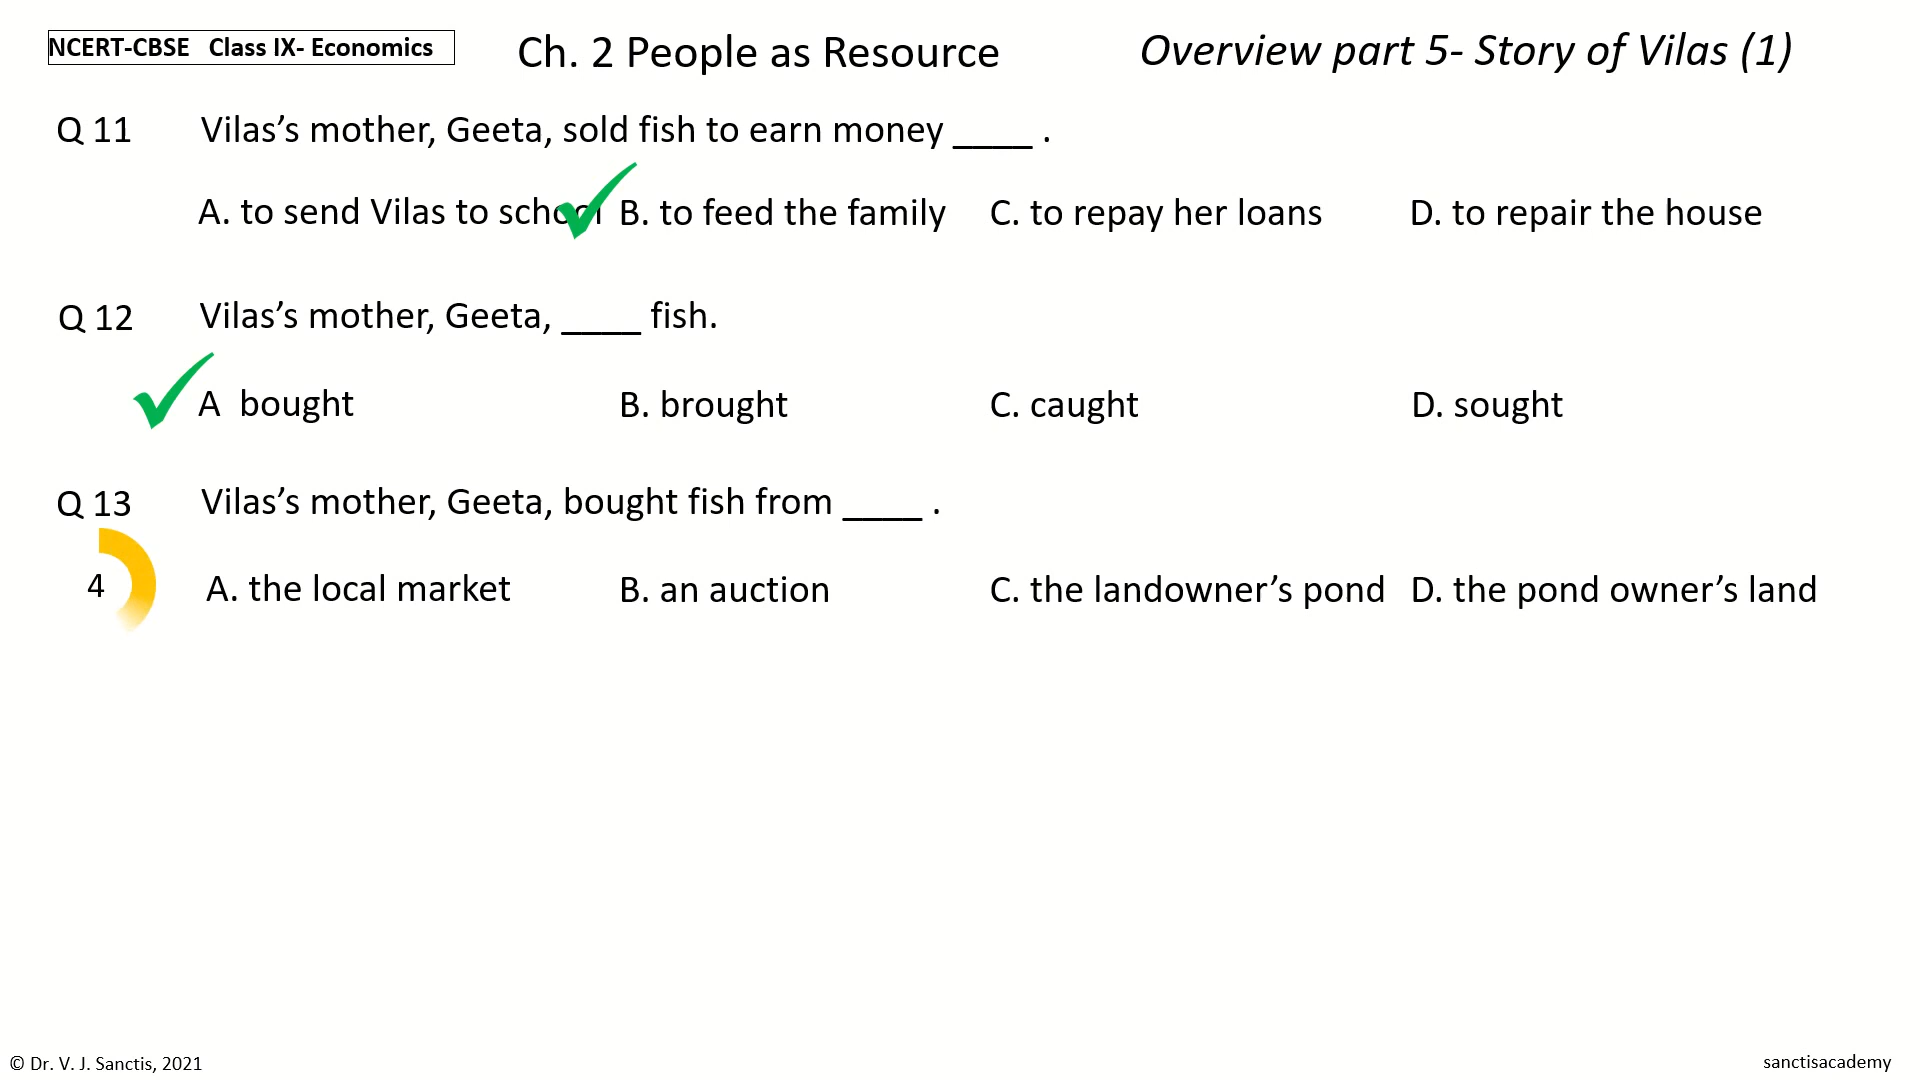 NCERT-CBSE Class IX- Economics Ch. 2 People as Resource Overview part 5- Story of Vilas (1)
Q 11 Vilas’s mother, Geeta, sold fish to earn money ____ .
A. to send Vilas to school B. to feed the family C. to repay her loans D. to repair the house
Q 12 Vilas’s mother, Geeta, ____ fish.
A bought B. brought C. caught D. sought
Q 13 Vilas’s mother, Geeta, bought fish from ____ .
4 A. the local market B. an auction C. the landowner’s pond D. the pond owner’s land
© Dr. V. J. Sanctis, 2021 sanctisacademy